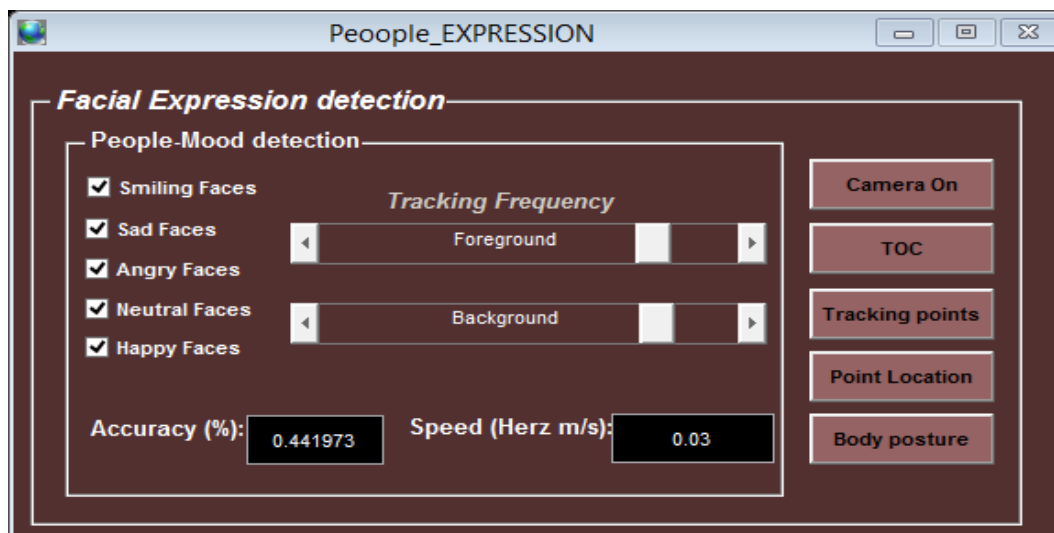 Peoople_EXPRESSION
Facial Expression detection
People-Mood detection
Smiling Faces
Sad Faces
Angry Faces
Neutral Faces
Happy Faces
Tracking Frequency
Foreground
Background
Accuracy (%): 0.441973
Speed (Herz m/s): 0.03
Camera On
TOC
Tracking points
Point Location
Body posture